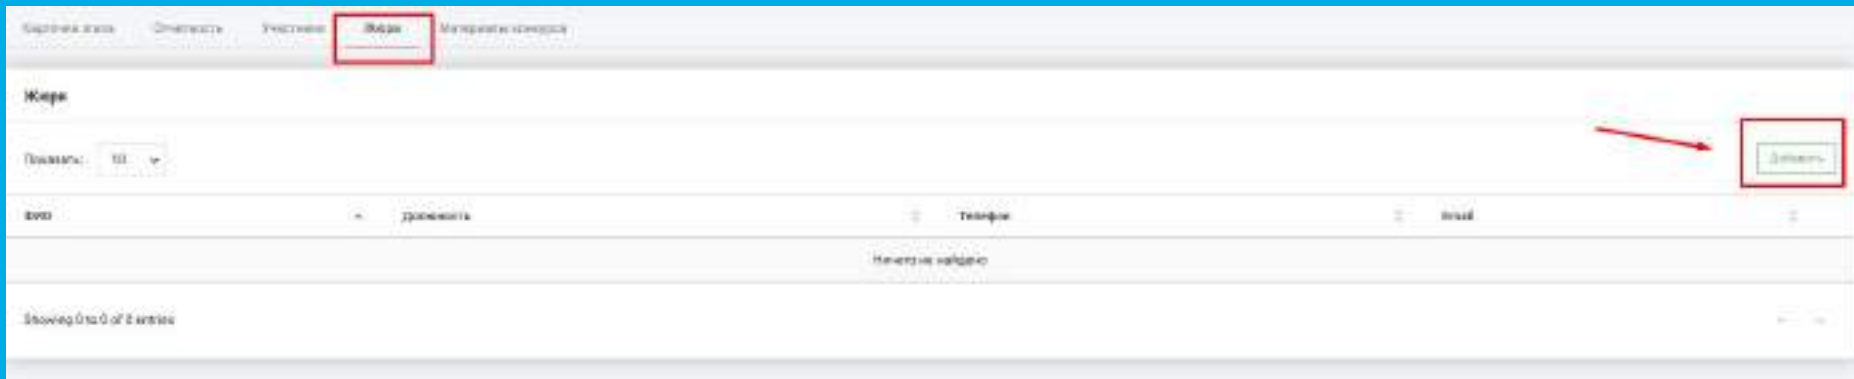 Карточка этапа Отчетность Участники Жюри Материалы конкурса
Жюри
Показать: 10
Добавить
ФИО Должность Телефон Email
Ничего не найдено
Showing 0 to 0 of 0 entries